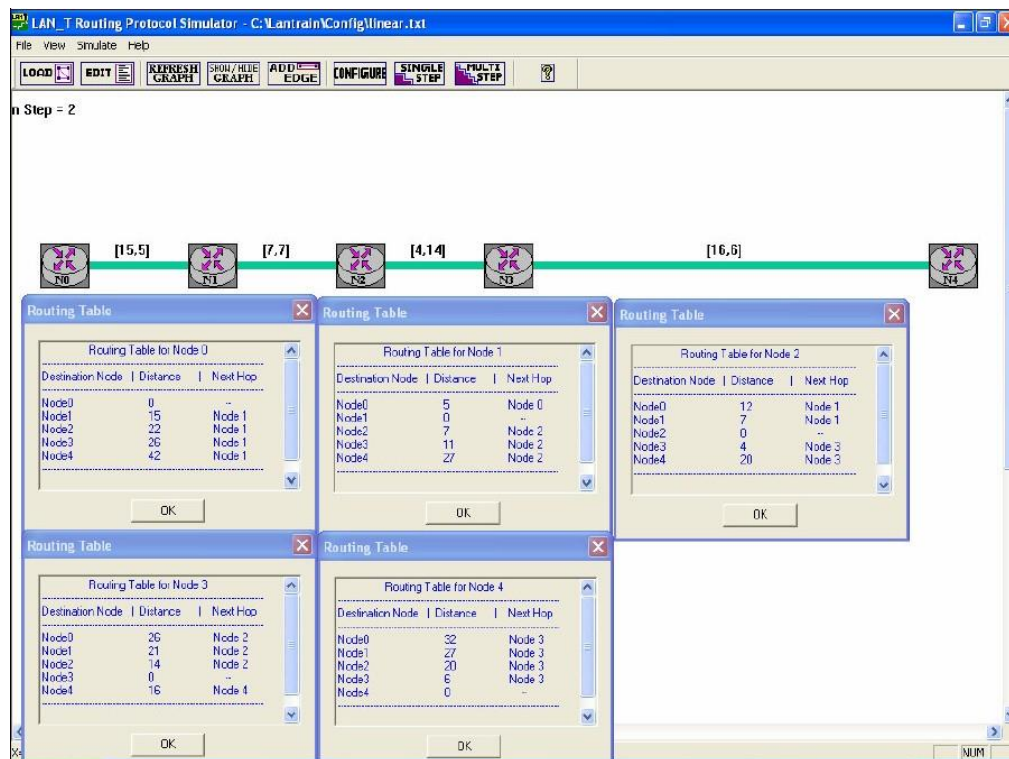 LAN_T Routing Protocol Simulator - C:\Lantrain\Config\linear.txt
File View Simulate Help
LOAD EDIT REFRESH GRAPH SHOW/HIDE GRAPH ADD EDGE CONFIGURE SINGLE STEP MULTI STEP ?
n Step = 2
[15,5] [7,7] [4,14] [16,6]
N0 N1 N2 N3 N4
Routing Table
Routing Table for Node 0
Destination Node | Distance | Next Hop
Node0 0 --
Node1 15 Node 1
Node2 22 Node 1
Node3 26 Node 1
Node4 42 Node 1
OK
Routing Table
Routing Table for Node 1
Destination Node | Distance | Next Hop
Node0 5 Node 0
Node1 0 --
Node2 7 Node 2
Node3 11 Node 2
Node4 27 Node 2
OK
Routing Table
Routing Table for Node 2
Destination Node | Distance | Next Hop
Node0 12 Node 1
Node1 7 Node 1
Node2 0 --
Node3 4 Node 3
Node4 20 Node 3
OK
Routing Table
Routing Table for Node 3
Destination Node | Distance | Next Hop
Node0 26 Node 2
Node1 21 Node 2
Node2 14 Node 2
Node3 0 --
Node4 16 Node 4
OK
Routing Table
Routing Table for Node 4
Destination Node | Distance | Next Hop
Node0 32 Node 3
Node1 27 Node 3
Node2 20 Node 3
Node3 6 Node 3
Node4 0 --
OK
X=
NUM